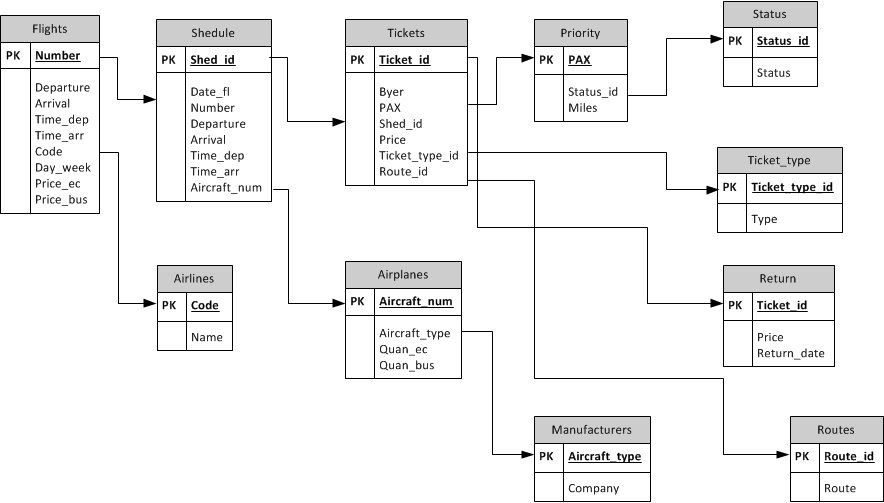 Flights
PK Number
Departure
Arrival
Time_dep
Time_arr
Code
Day_week
Price_ec
Price_bus
Shedule
PK Shed_id
Date_fl
Number
Departure
Arrival
Time_dep
Time_arr
Aircraft_num
Tickets
PK Ticket_id
Byer
PAX
Shed_id
Price
Ticket_type_id
Route_id
Priority
PK PAX
Status_id
Miles
Status
PK Status_id
Status
Ticket_type
PK Ticket_type_id
Type
Airlines
PK Code
Name
Airplanes
PK Aircraft_num
Aircraft_type
Quan_ec
Quan_bus
Return
PK Ticket_id
Price
Return_date
Manufacturers
PK Aircraft_type
Company
Routes
PK Route_id
Route